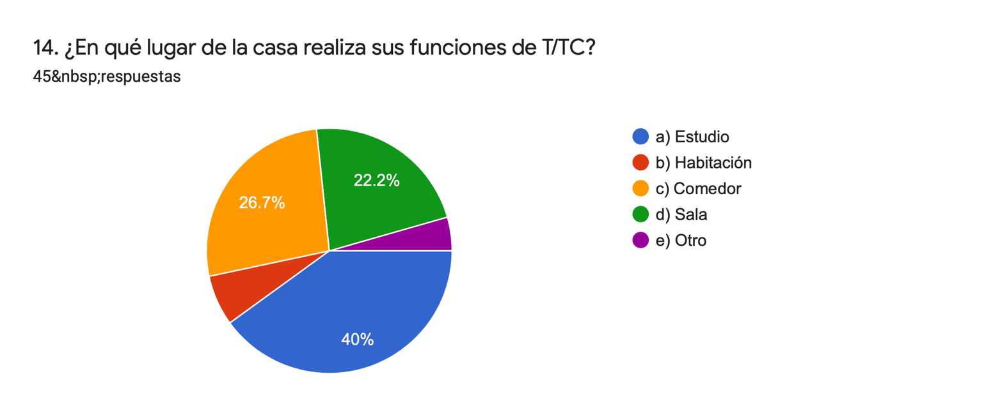 14. ¿En qué lugar de la casa realiza sus funciones de T/TC?
45&nbsp;respuestas
22.2%
26.7%
40%
a) Estudio
b) Habitación
c) Comedor
d) Sala
e) Otro